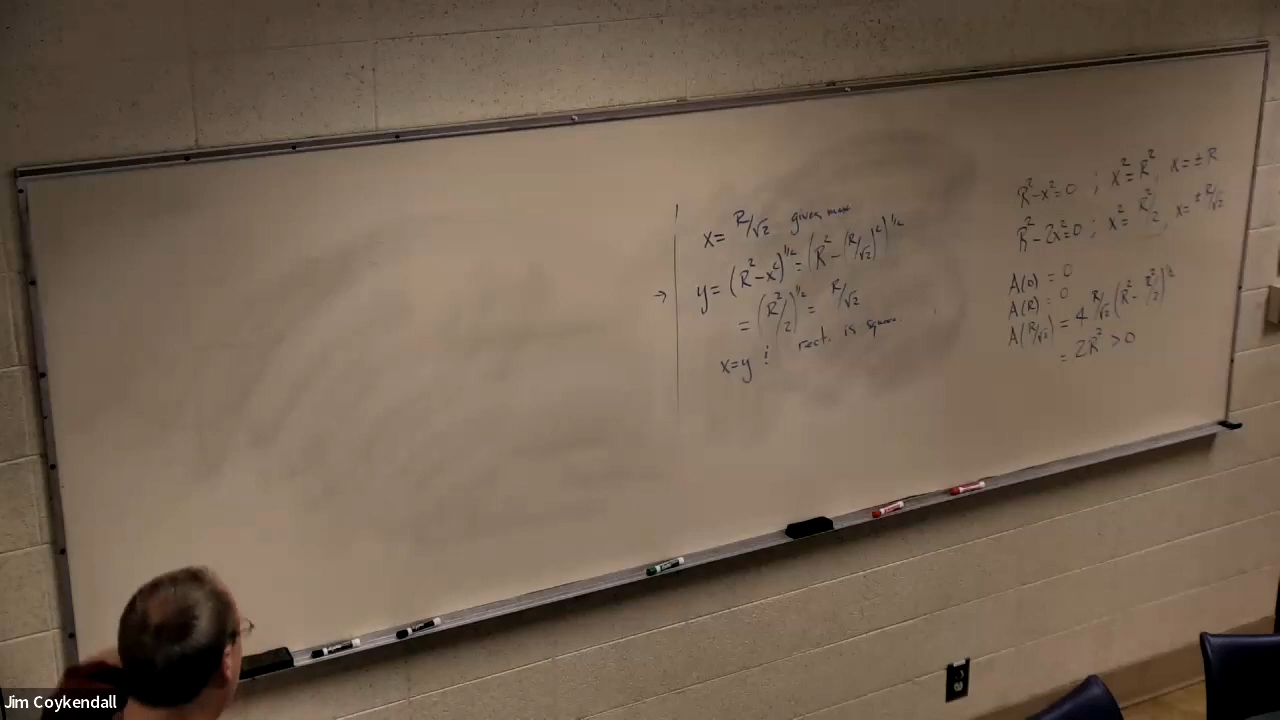 x = R/√2 gives max
→ y = (R² - x²)^{1/2} = (R² - (R/√2)²)^{1/2}
= (R²/2)^{1/2} = R/√2
x = y ! rect. is square.
R² - x² = 0 ; x² = R², x = ± R
R² - 2x² = 0 ; x² = R²/2, x = ± R/√2
A(0) = 0
A(R) = 0
A(R/√2) = 4 R/√2 (R² - R²/2)^{1/2}
= 2R² > 0
Jim Coykendall